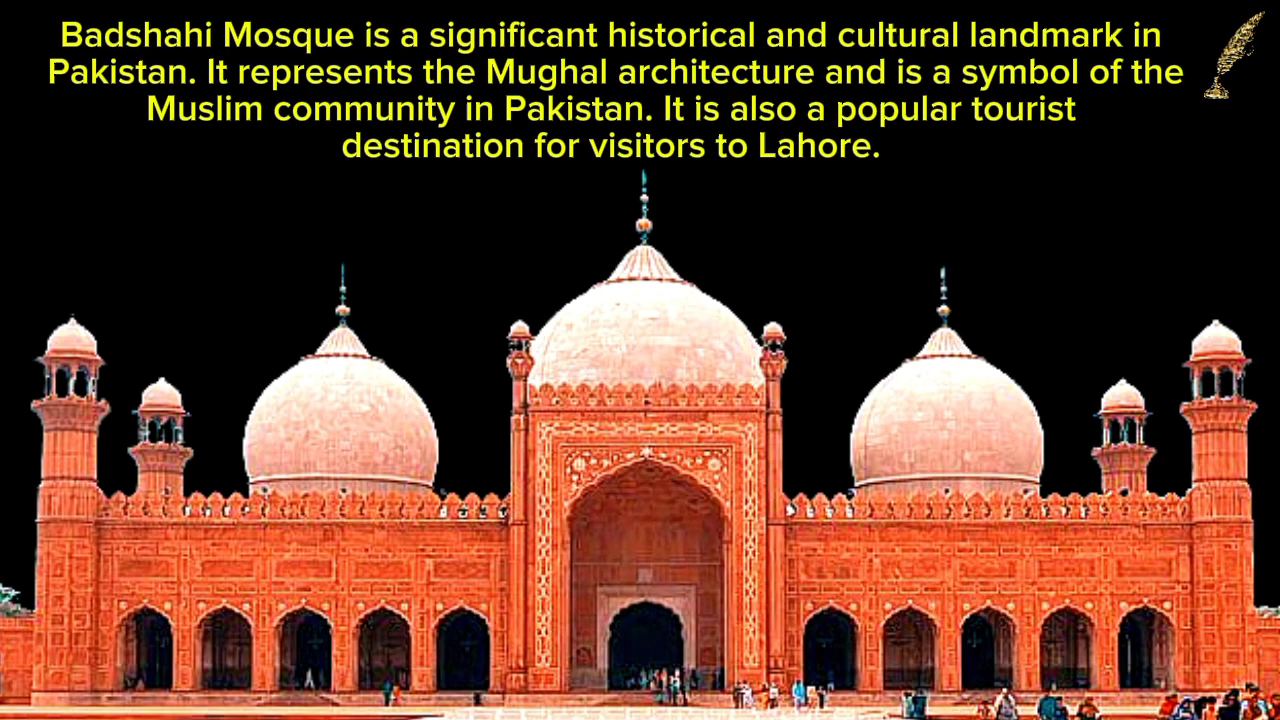 Badshahi Mosque is a significant historical and cultural landmark in
Pakistan. It represents the Mughal architecture and is a symbol of the
Muslim community in Pakistan. It is also a popular tourist
destination for visitors to Lahore.